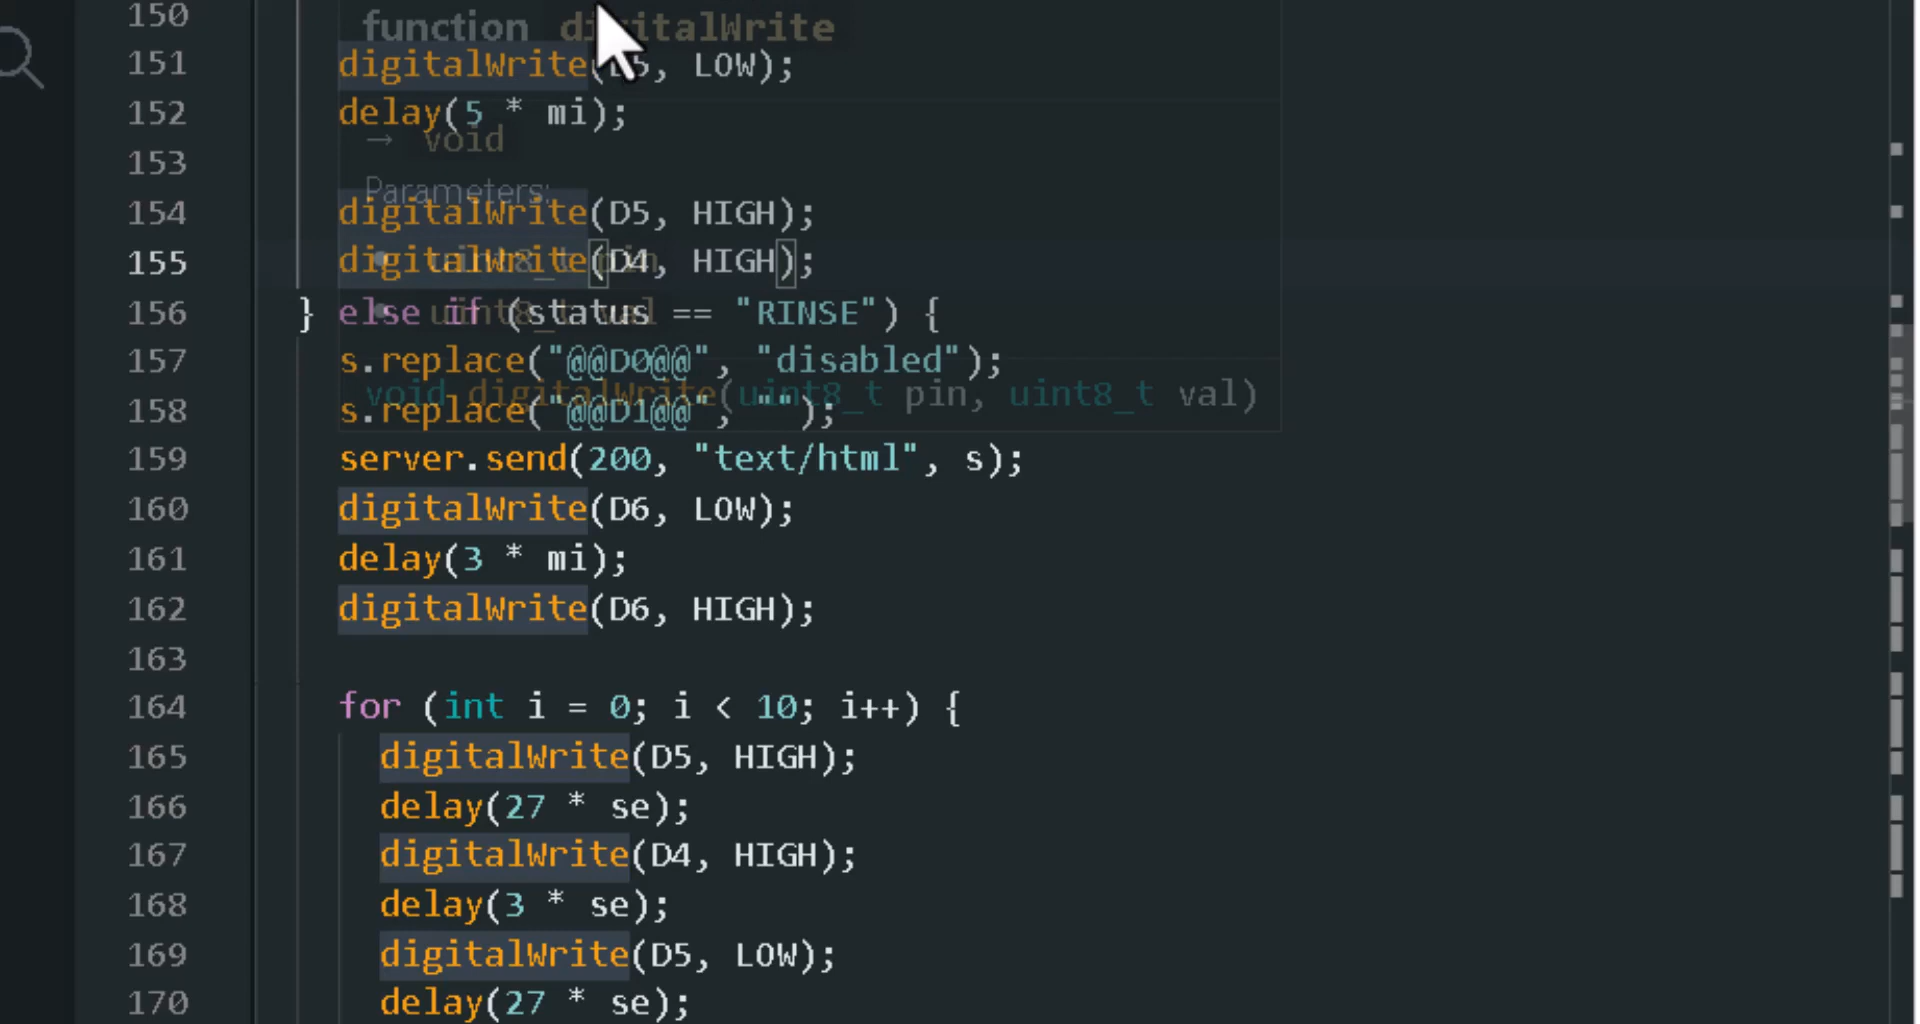 150
function digitalWrite
151 digitalWrite(D5, LOW);
152 delay(5 * mi);
→ void
153
Parameters:
154 digitalWrite(D5, HIGH);
155 digitalWrite(D4, HIGH);
uint8_t pin
156 } else if (status == "RINSE") {
uint8_t val
157 s.replace("@@D0@@", "disabled");
void digitalWrite(uint8_t pin, uint8_t val)
158 s.replace("@@D1@@", "");
159 server.send(200, "text/html", s);
160 digitalWrite(D6, LOW);
161 delay(3 * mi);
162 digitalWrite(D6, HIGH);
163
164 for (int i = 0; i < 10; i++) {
165 digitalWrite(D5, HIGH);
166 delay(27 * se);
167 digitalWrite(D4, HIGH);
168 delay(3 * se);
169 digitalWrite(D5, LOW);
170 delay(27 * se);